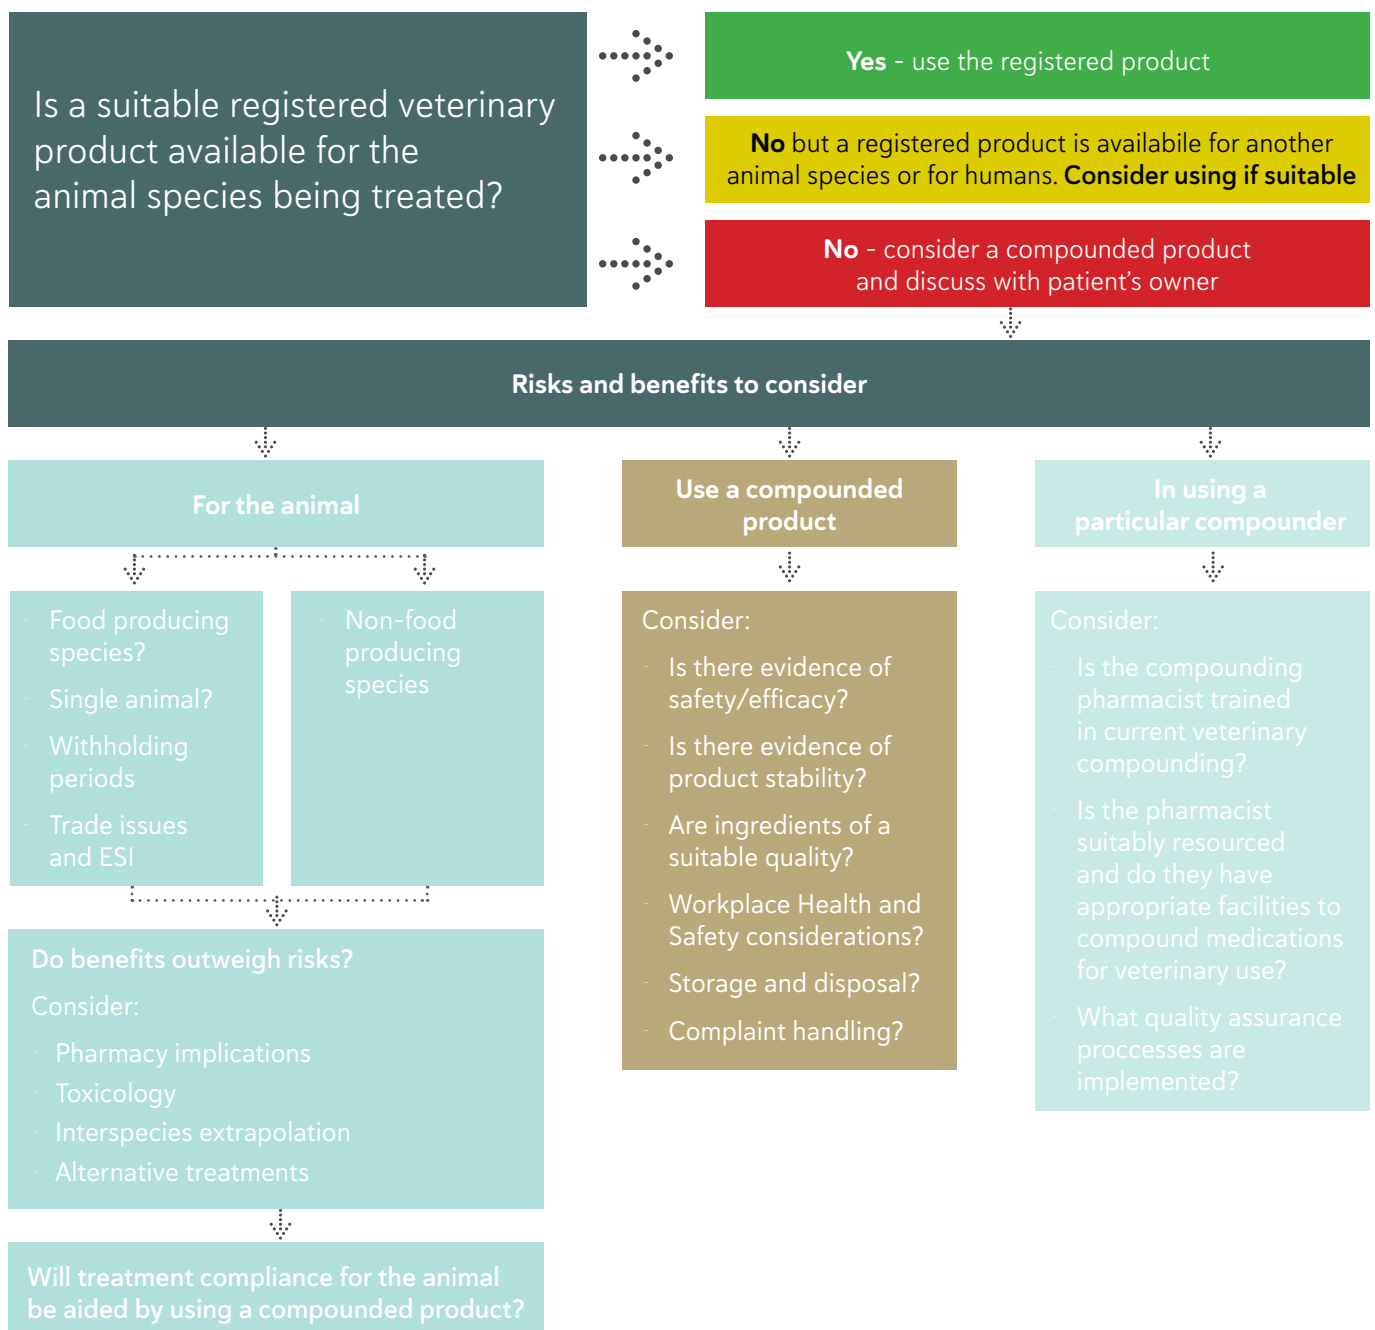 Is a suitable registered veterinary
product available for the
animal species being treated?
Yes - use the registered product
No but a registered product is availabile for another
animal species or for humans. Consider using if suitable
No - consider a compounded product
and discuss with patient's owner
Risks and benefits to consider
For the animal
- Food producing
species?
- Single animal?
- Withholding
periods
- Trade issues
and ESI
- Non-food
producing
species
Do benefits outweigh risks?
Consider:
- Pharmacy implications
- Toxicology
- Interspecies extrapolation
- Alternative treatments
Will treatment compliance for the animal
be aided by using a compounded product?
Use a compounded
product
Consider:
- Is there evidence of
safety/efficacy?
- Is there evidence of
product stability?
- Are ingredients of a
suitable quality?
- Workplace Health and
Safety considerations?
- Storage and disposal?
- Complaint handling?
In using a
particular compounder
Consider:
- Is the compounding
pharmacist trained
in current veterinary
compounding?
- Is the pharmacist
suitably resourced
and do they have
appropriate facilities to
compound medications
for veterinary use?
- What quality assurance
proccesses are
implemented?